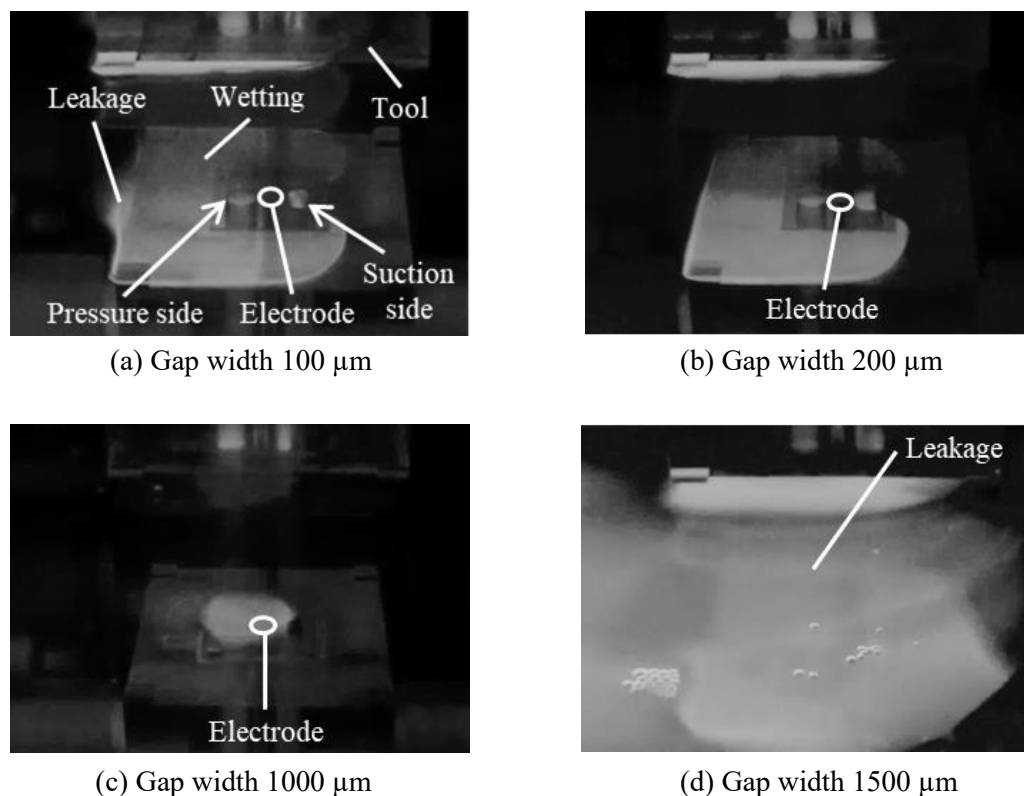 Leakage
Wetting
Tool
Pressure side
Electrode
Suction
side
(a) Gap width 100 µm
Electrode
(b) Gap width 200 µm
Electrode
(c) Gap width 1000 µm
Leakage
(d) Gap width 1500 µm